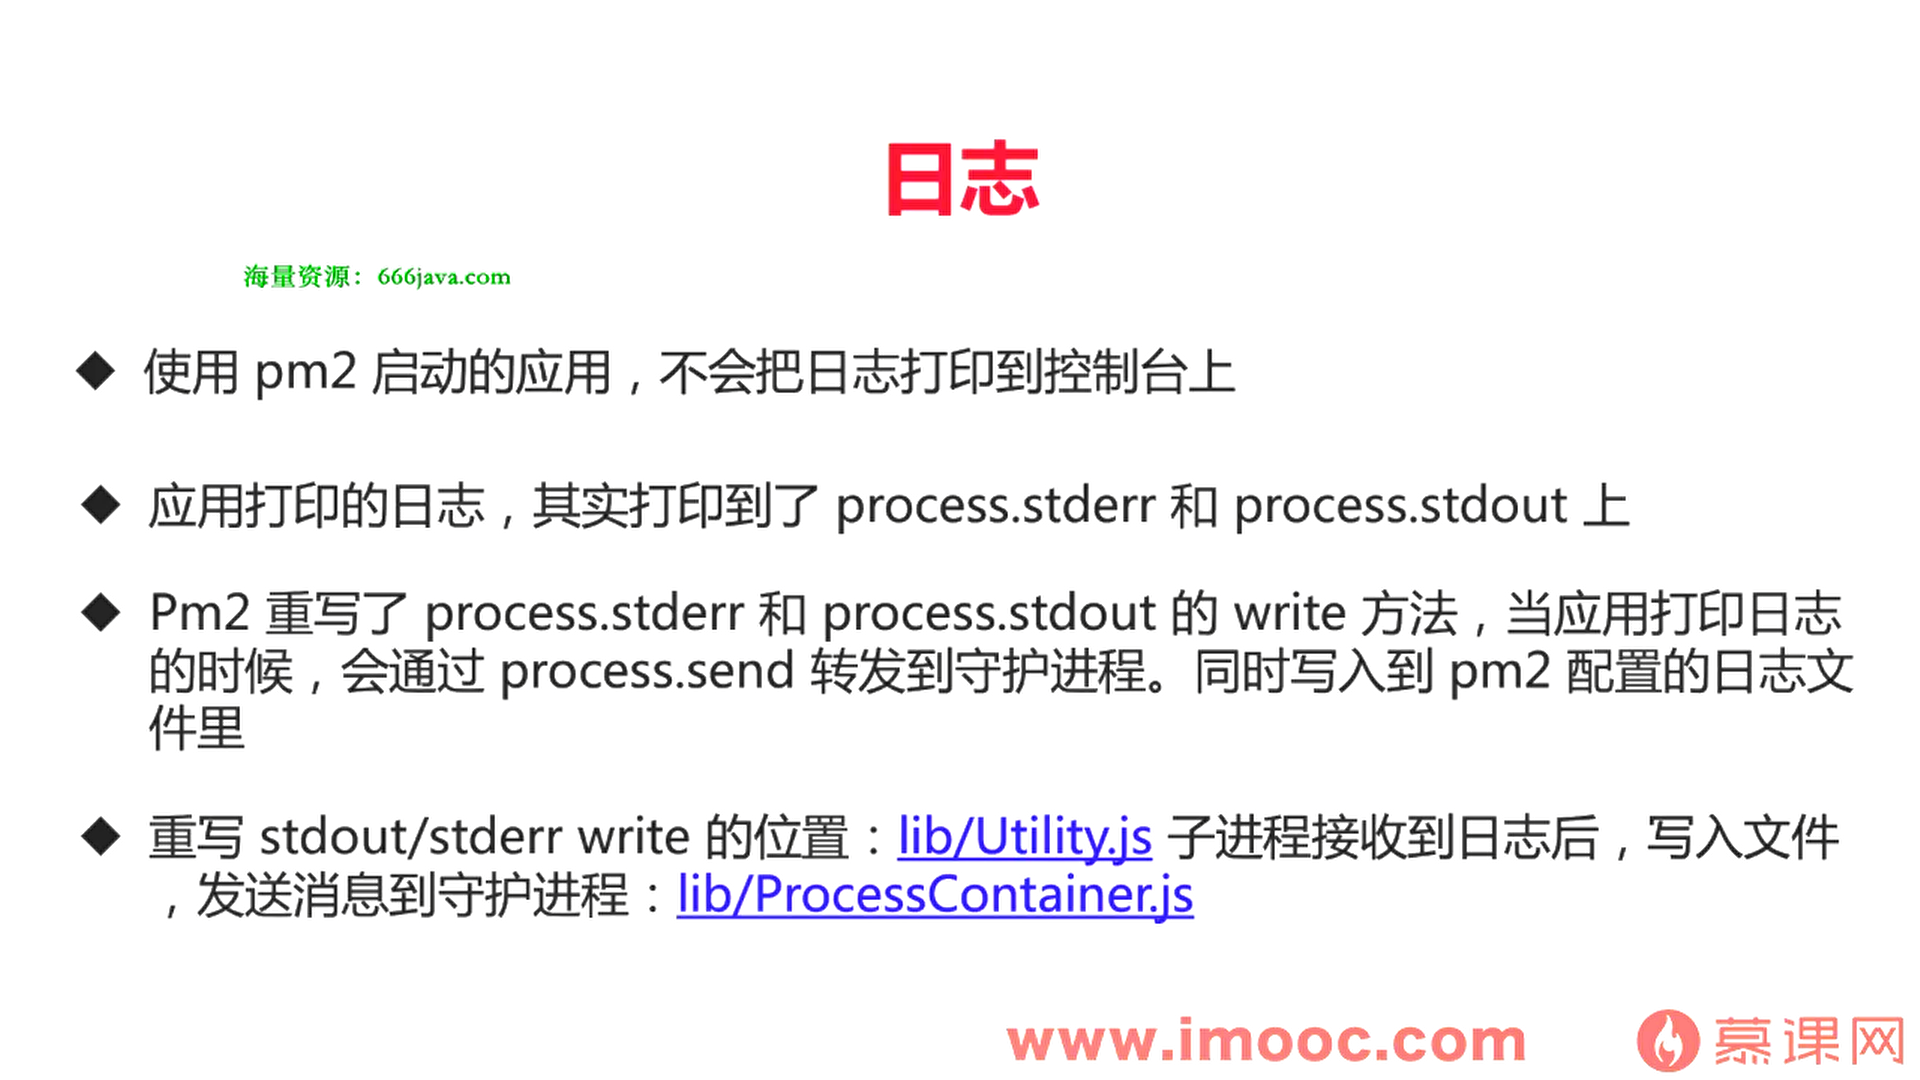 日志
海量资源：666java.com
◆ 使用 pm2 启动的应用，不会把日志打印到控制台上
◆ 应用打印的日志，其实打印到了 process.stderr 和 process.stdout 上
◆ Pm2 重写了 process.stderr 和 process.stdout 的 write 方法，当应用打印日志
的时候，会通过 process.send 转发到守护进程。同时写入到 pm2 配置的日志文
件里
◆ 重写 stdout/stderr write 的位置：lib/Utility.js 子进程接收到日志后，写入文件
，发送消息到守护进程：lib/ProcessContainer.js
www.imooc.com 慕课网